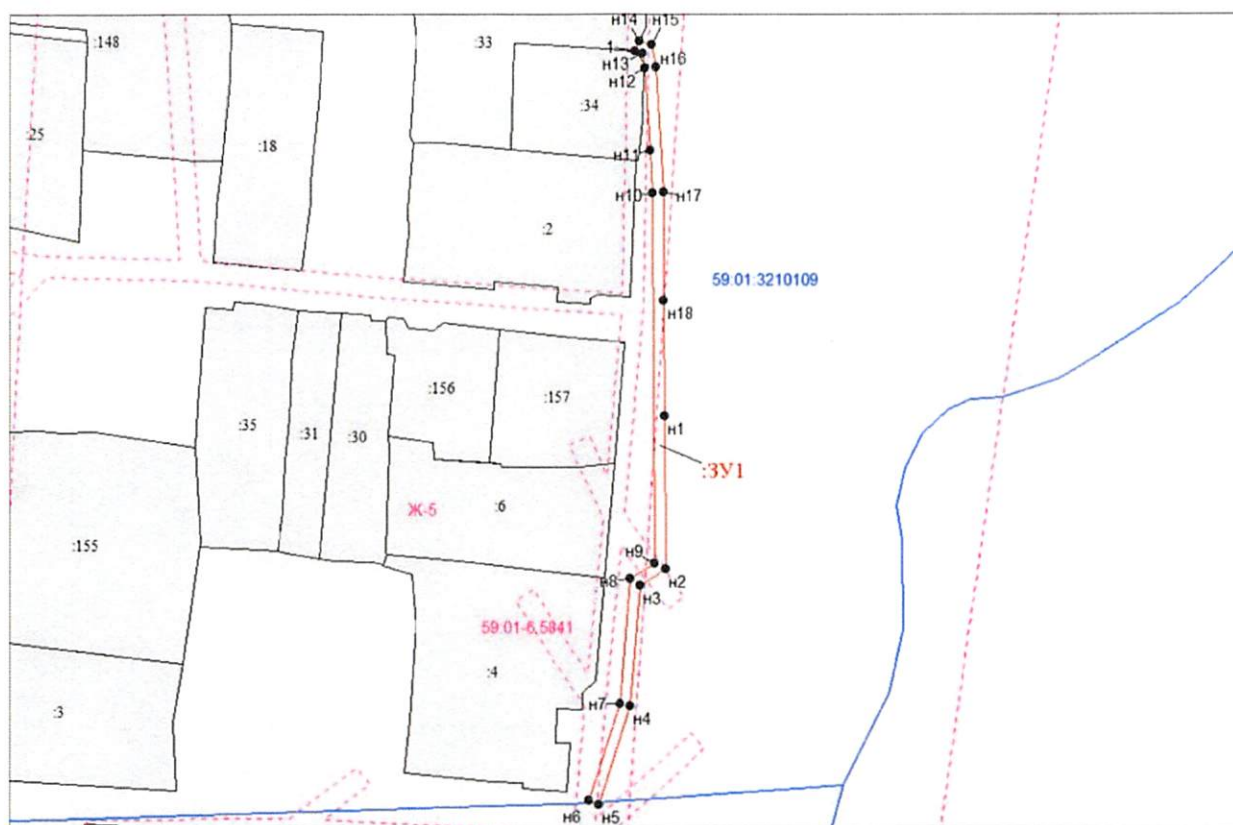 н14
н15
:148
:33
1
н13
н16
н12
:34
:25
:18
н11
н10
н17
:2
59:01:3210109
н18
:156
:157
н1
:35
:31
:30
:ЗУ1
Ж-5
:6
:155
н9
н8
н2
н3
59:01-6.5841
:4
:3
н7
н4
н6
н5